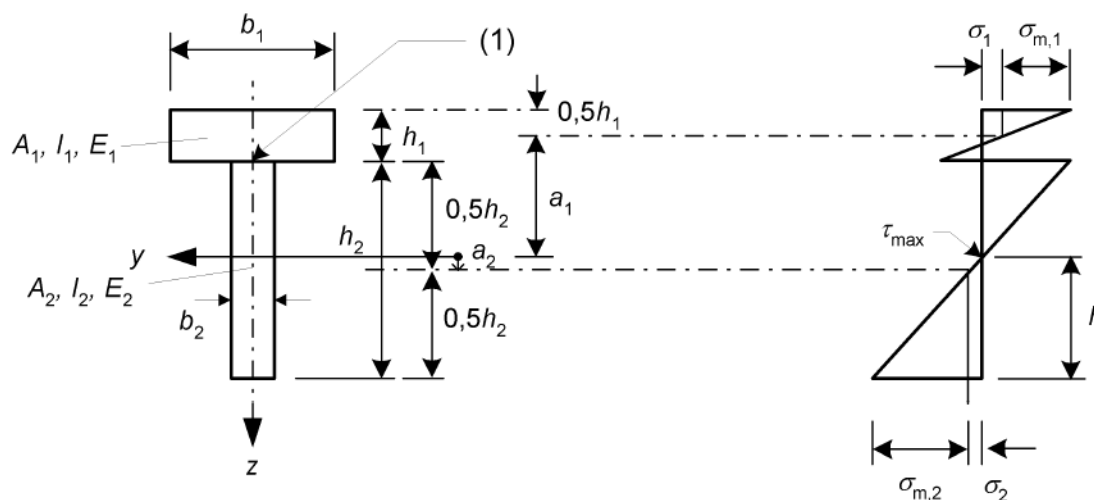 b₁
(1)
σ₁
σm,1
0,5h₁
A₁, I₁, E₁
h₁
a₁
0,5h₂
h₂
τmax
y
a₂
A₂, I₂, E₂
b₂
0,5h₂
z
σm,2
σ₂